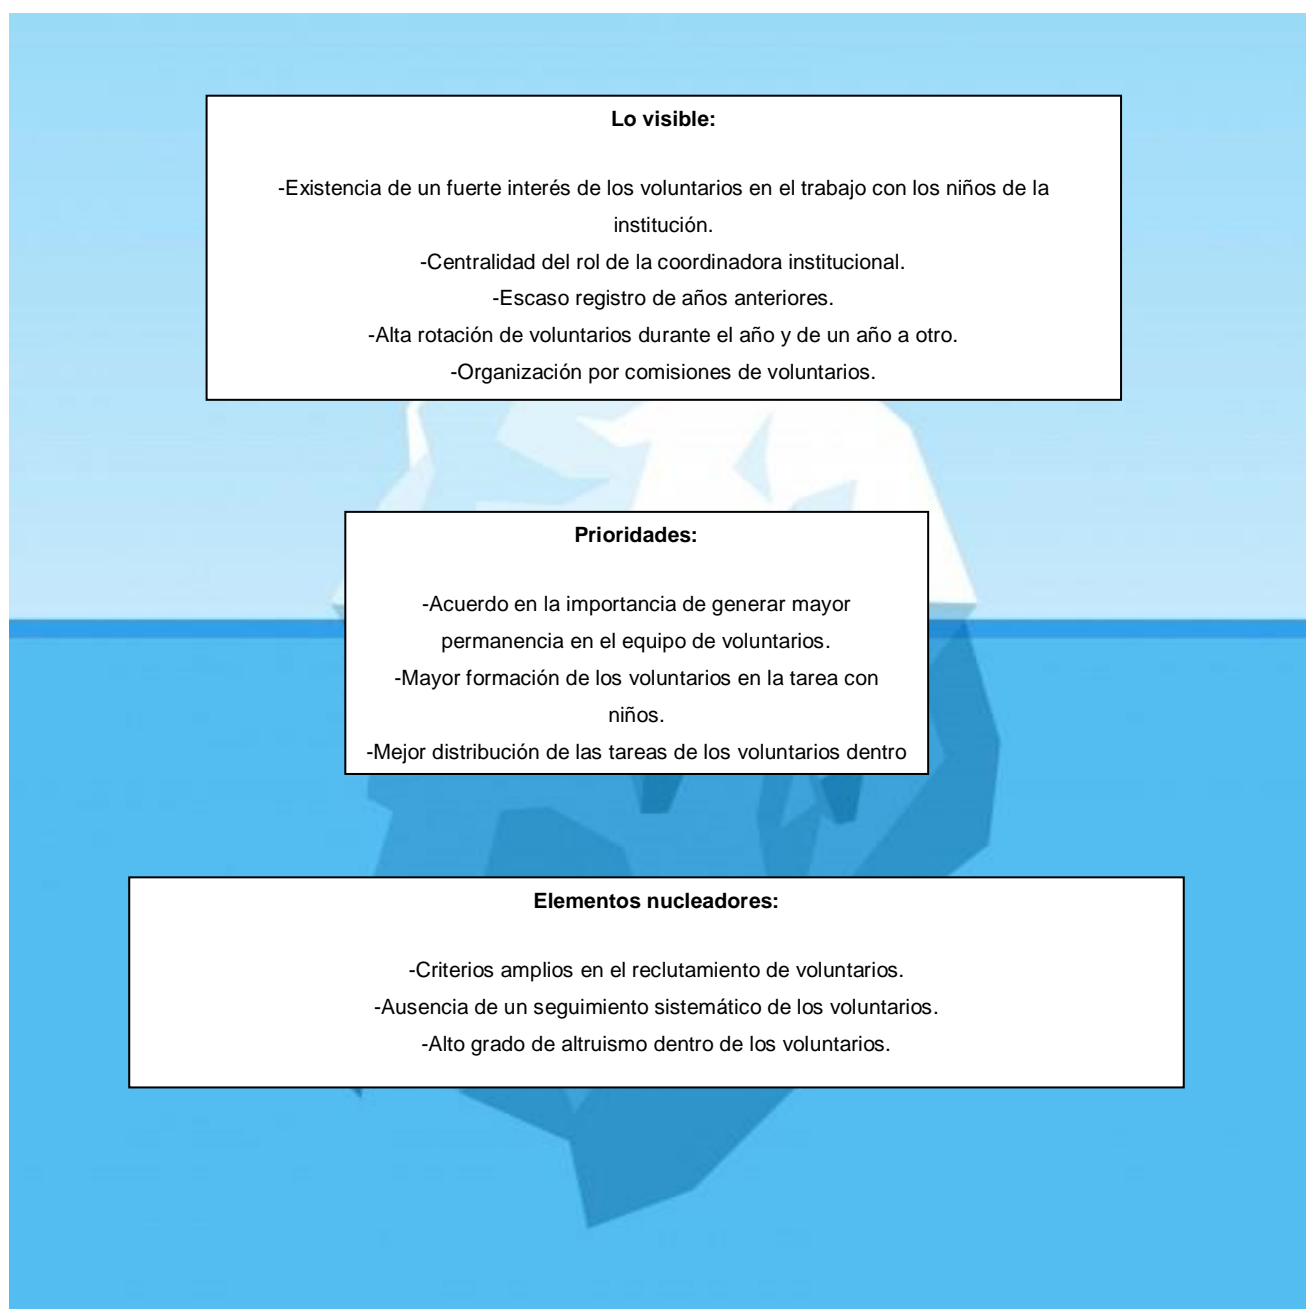 Lo visible:
-Existencia de un fuerte interés de los voluntarios en el trabajo con los niños de la
institución.
-Centralidad del rol de la coordinadora institucional.
-Escaso registro de años anteriores.
-Alta rotación de voluntarios durante el año y de un año a otro.
-Organización por comisiones de voluntarios.
Prioridades:
-Acuerdo en la importancia de generar mayor
permanencia en el equipo de voluntarios.
-Mayor formación de los voluntarios en la tarea con
niños.
-Mejor distribución de las tareas de los voluntarios dentro
Elementos nucleadores:
-Criterios amplios en el reclutamiento de voluntarios.
-Ausencia de un seguimiento sistemático de los voluntarios.
-Alto grado de altruismo dentro de los voluntarios.